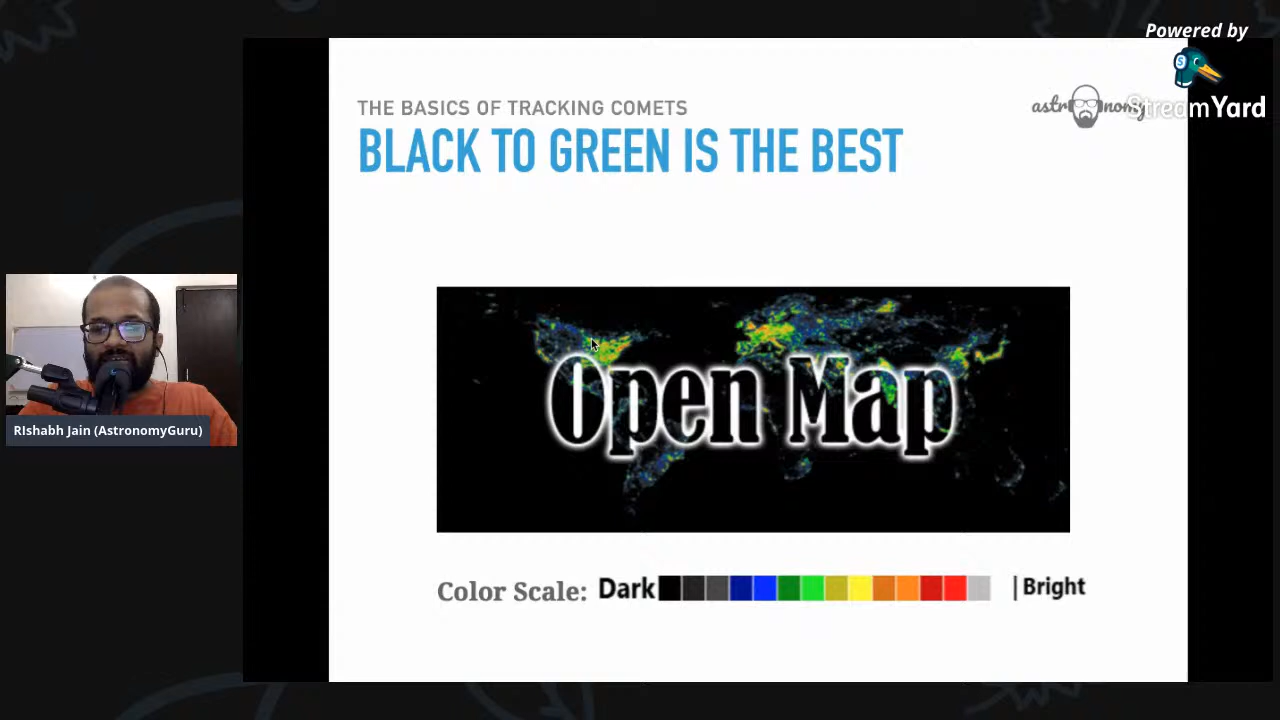 Powered by
StreamYard
astronomy
THE BASICS OF TRACKING COMETS
BLACK TO GREEN IS THE BEST
Open Map
RIshabh Jain (AstronomyGuru)
Color Scale: Dark | Bright